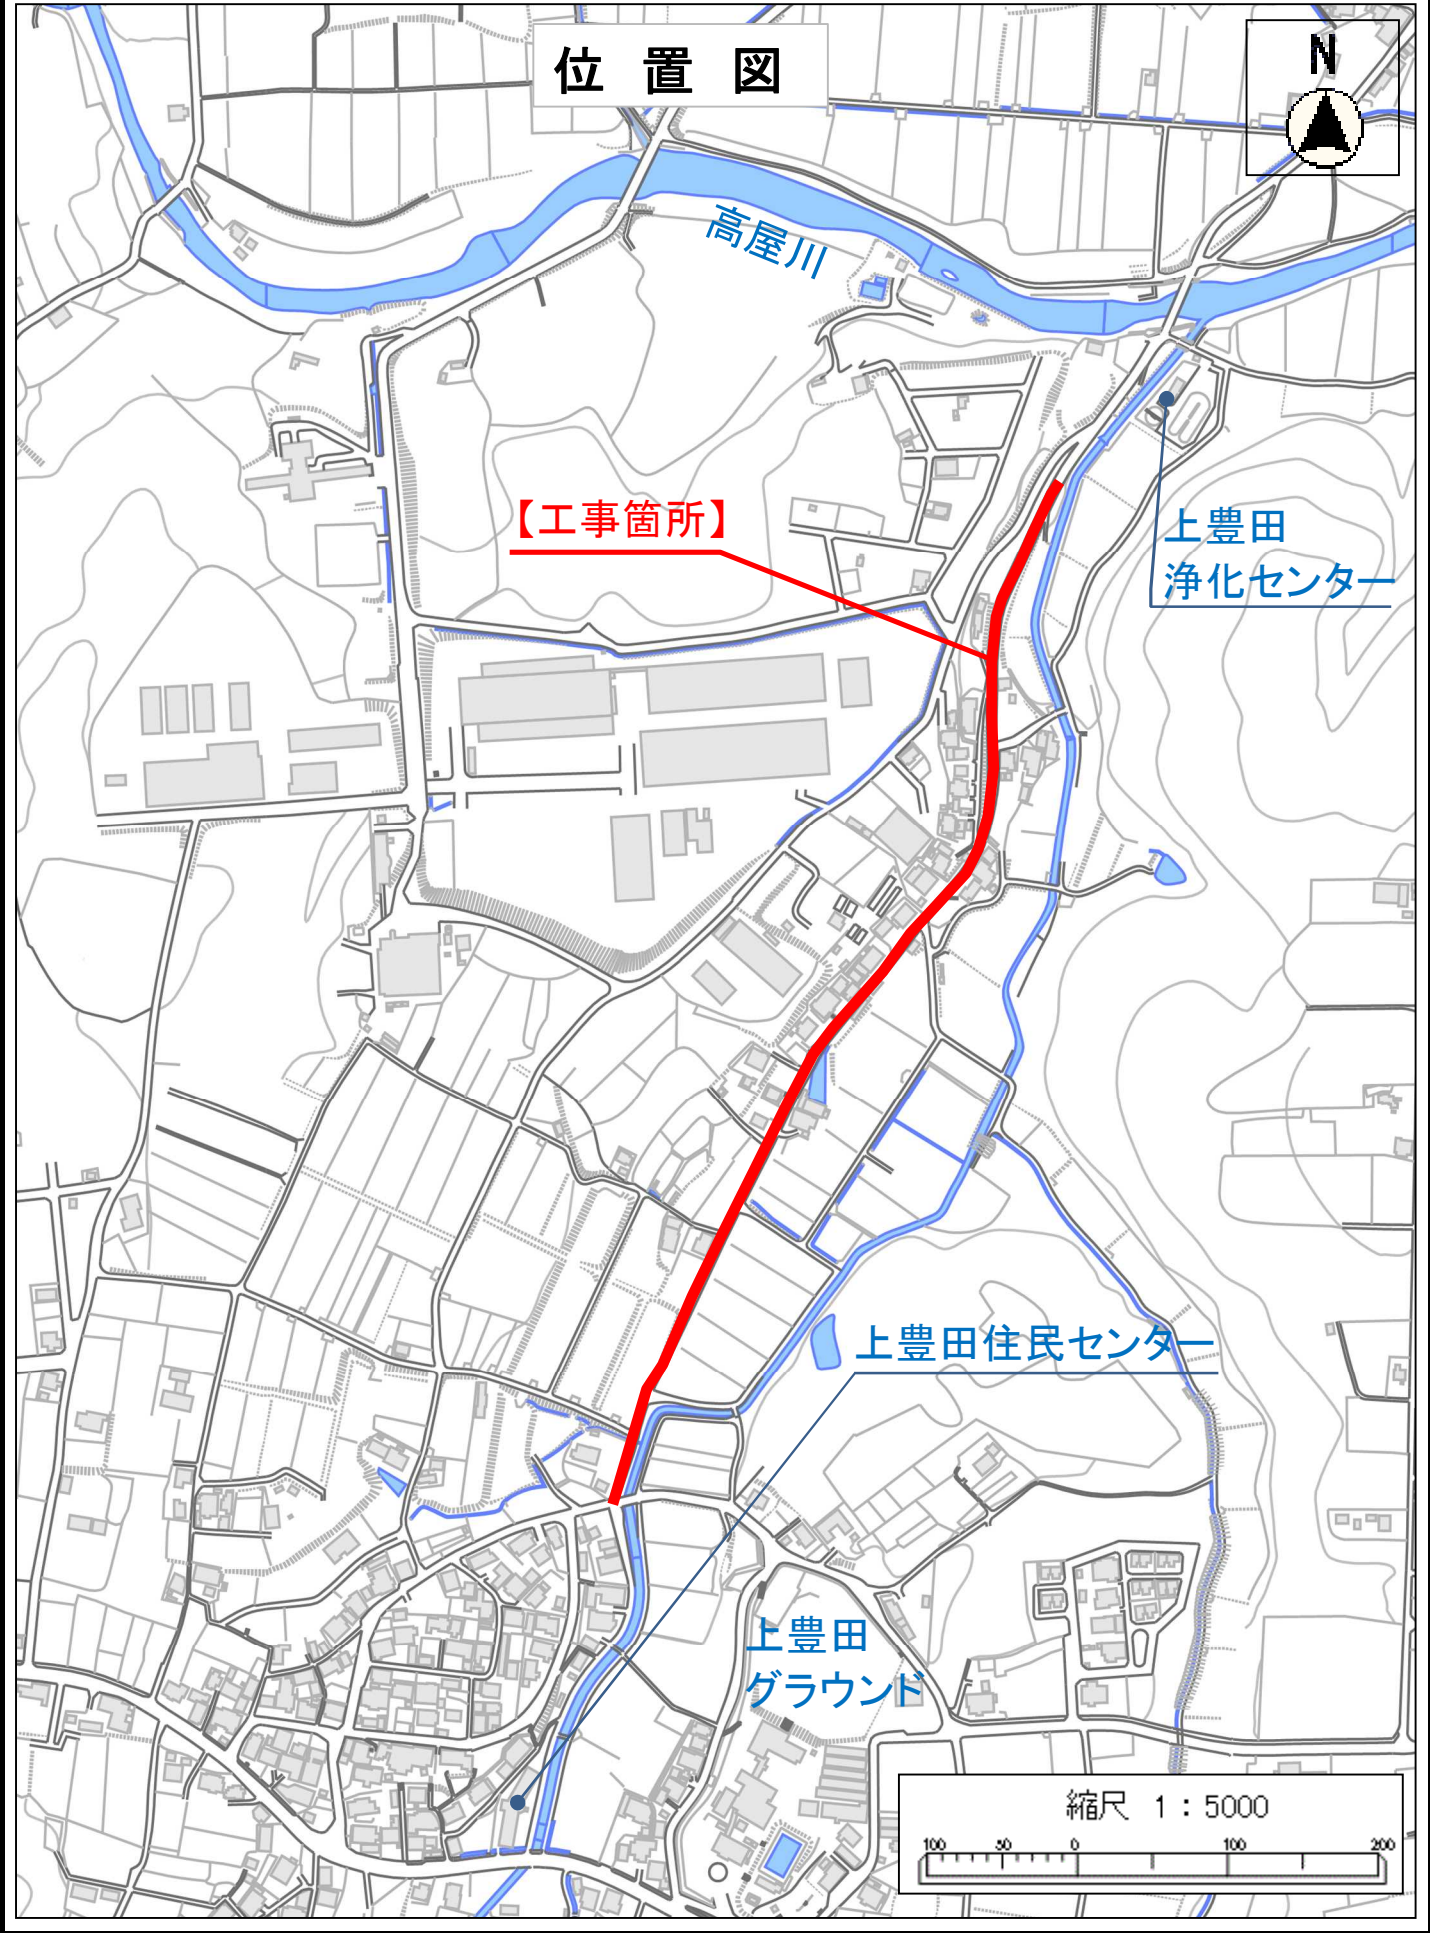 位置図
N
高屋川
【工事箇所】
上豊田
浄化センター
上豊田住民センター
上豊田
グラウンド
縮尺 1：5000
100 50 0 100 200